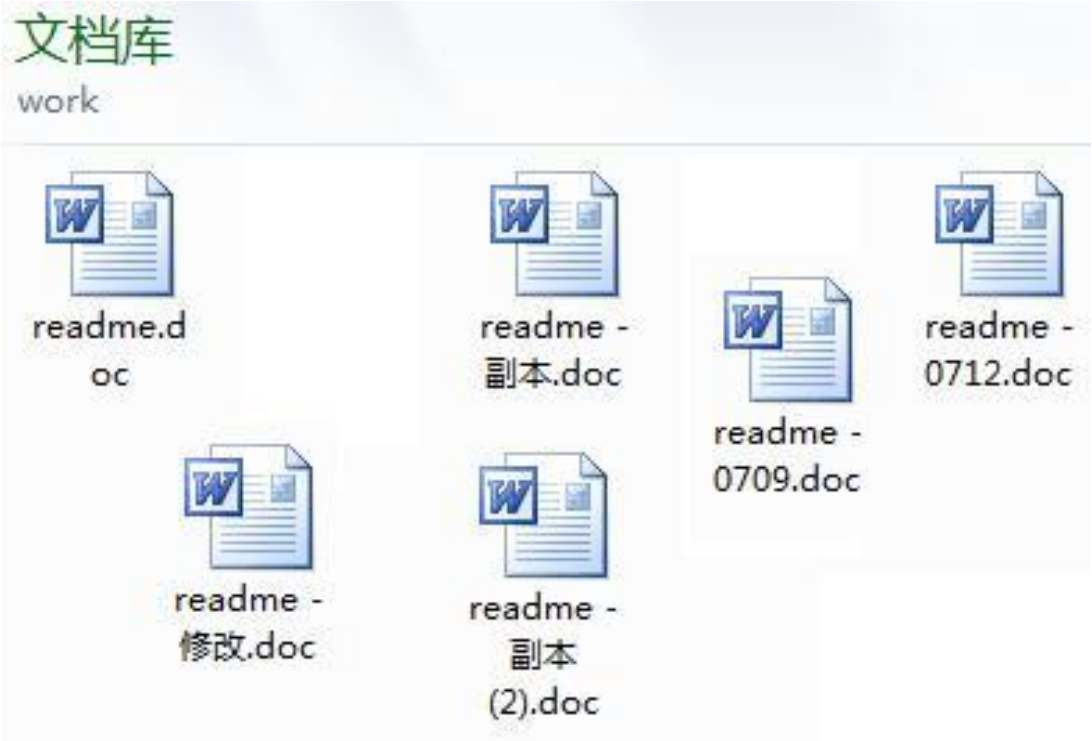 文档库
work
readme.d
oc
readme -
副本.doc
readme -
0709.doc
readme -
0712.doc
readme -
修改.doc
readme -
副本
(2).doc